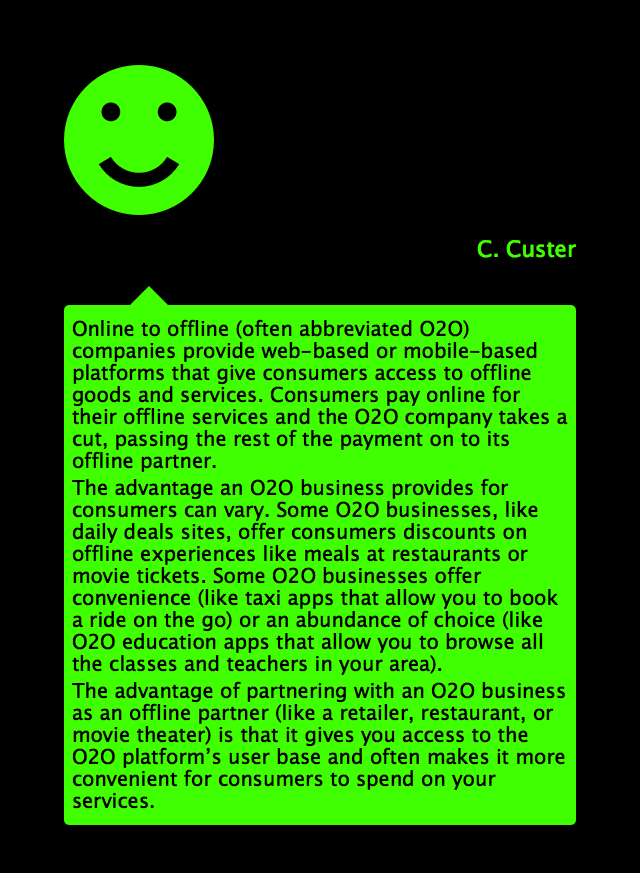 C. Custer
Online to offline (often abbreviated O2O)
companies provide web-based or mobile-based
platforms that give consumers access to offline
goods and services. Consumers pay online for
their offline services and the O2O company takes a
cut, passing the rest of the payment on to its
offline partner.
The advantage an O2O business provides for
consumers can vary. Some O2O businesses, like
daily deals sites, offer consumers discounts on
offline experiences like meals at restaurants or
movie tickets. Some O2O businesses offer
convenience (like taxi apps that allow you to book
a ride on the go) or an abundance of choice (like
O2O education apps that allow you to browse all
the classes and teachers in your area).
The advantage of partnering with an O2O business
as an offline partner (like a retailer, restaurant, or
movie theater) is that it gives you access to the
O2O platform’s user base and often makes it more
convenient for consumers to spend on your
services.